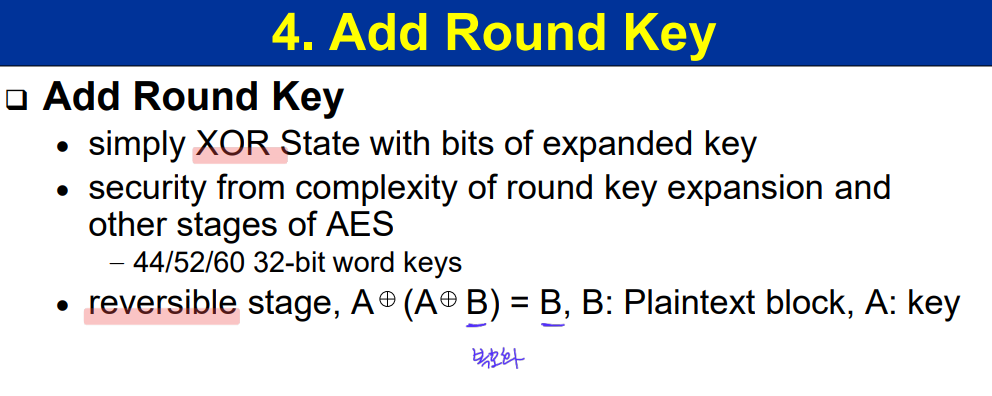 4. Add Round Key
❑ Add Round Key
• simply XOR State with bits of expanded key
• security from complexity of round key expansion and
other stages of AES
– 44/52/60 32-bit word keys
• reversible stage, A ⊕ (A ⊕ B) = B, B: Plaintext block, A: key
복호화